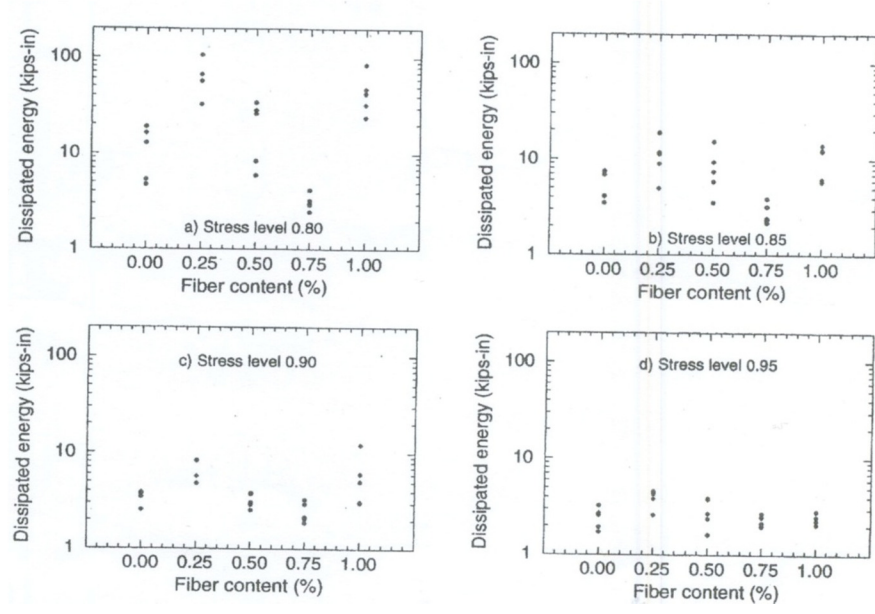 Dissipated energy (kips-in)
100
10
1
a) Stress level 0.80
0.00 0.25 0.50 0.75 1.00
Fiber content (%)
Dissipated energy (kips-in)
100
10
1
b) Stress level 0.85
0.00 0.25 0.50 0.75 1.00
Fiber content (%)
Dissipated energy (kips-in)
100
10
1
c) Stress level 0.90
0.00 0.25 0.50 0.75 1.00
Fiber content (%)
Dissipated energy (kips-in)
100
10
1
d) Stress level 0.95
0.00 0.25 0.50 0.75 1.00
Fiber content (%)